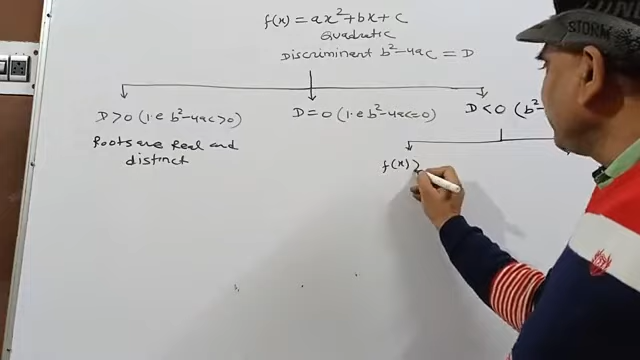 f(x) = ax²+bx+c
Quadratic
Discriminant b²-4ac = D
D>0 (i.e b²-4ac>0)
D=0 (i.e b²-4ac=0)
D<0 (b²-
Roots are Real and
distinct
f(x)>
STORM